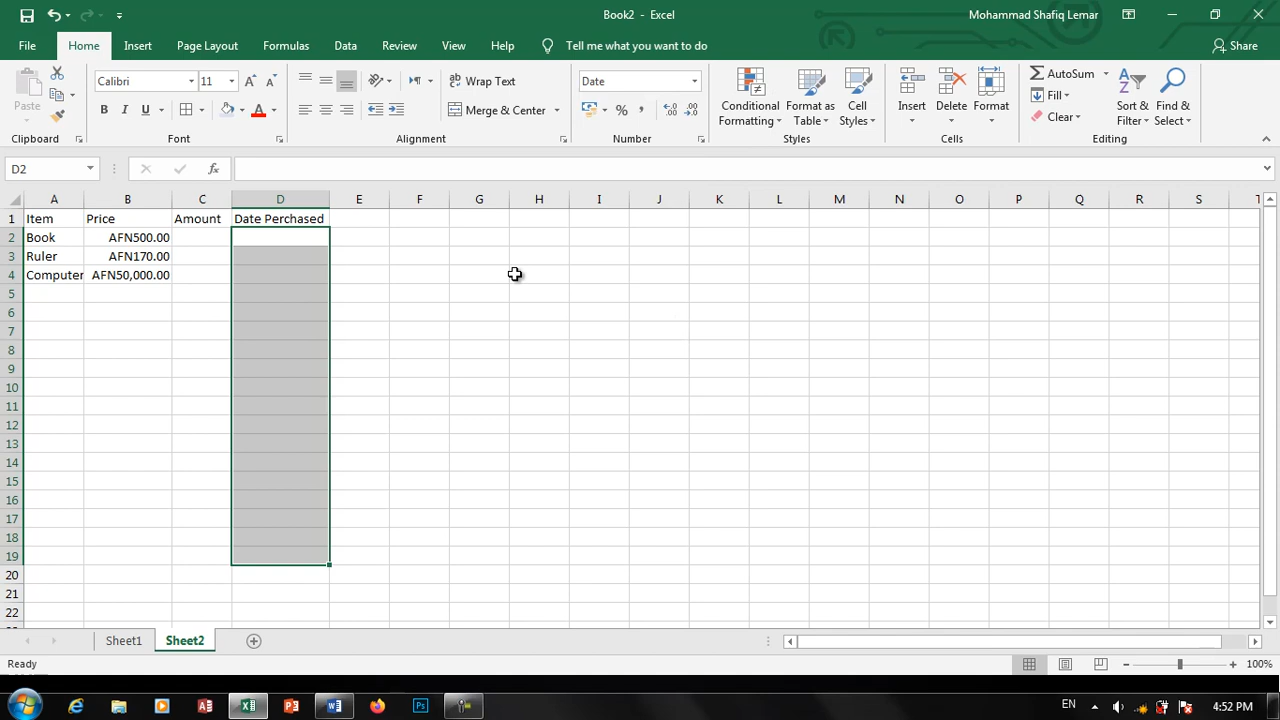 Book2 - Excel
Mohammad Shafiq Lemar
File Home Insert Page Layout Formulas Data Review View Help Tell me what you want to do Share
Paste
Clipboard
Calibri 11
B I U
Font
Wrap Text
Merge & Center
Alignment
Date
%
Number
Conditional Formatting
Format as Table
Cell Styles
Styles
Insert
Delete
Format
Cells
AutoSum
Fill
Clear
Sort & Filter
Find & Select
Editing
D2
fx
A B C D E F G H I J K L M N O P Q R S T
1 Item Price Amount Date Perchased
2 Book AFN500.00
3 Ruler AFN170.00
4 Computer AFN50,000.00
5
6
7
8
9
10
11
12
13
14
15
16
17
18
19
20
21
22
Sheet1 Sheet2
Ready
100%
EN
4:52 PM